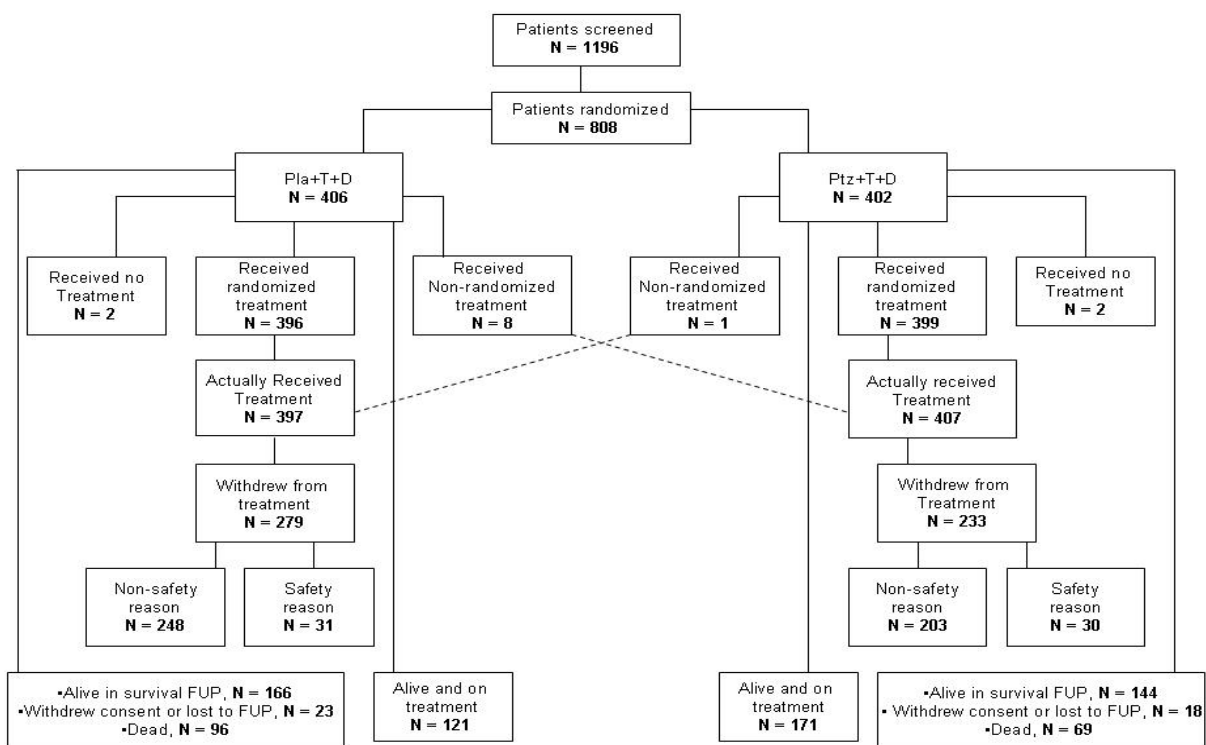 Patients screened
N = 1196
Patients randomized
N = 808
Pla+T+D
N = 406
Ptz+T+D
N = 402
Received no
Treatment
N = 2
Received
randomized
treatment
N = 396
Received
Non-randomized
treatment
N = 8
Received
Non-randomized
treatment
N = 1
Received
randomized
treatment
N = 399
Received no
Treatment
N = 2
Actually Received
Treatment
N = 397
Actually received
Treatment
N = 407
Withdrew from
treatment
N = 279
Withdrew from
Treatment
N = 233
Non-safety
reason
N = 248
Safety
reason
N = 31
Non-safety
reason
N = 203
Safety
reason
N = 30
▪Alive in survival FUP, N = 166
▪Withdrew consent or lost to FUP, N = 23
▪Dead, N = 96
Alive and on
treatment
N = 121
Alive and on
treatment
N = 171
▪Alive in survival FUP, N = 144
▪ Withdrew consent or lost to FUP, N = 18
▪Dead, N = 69